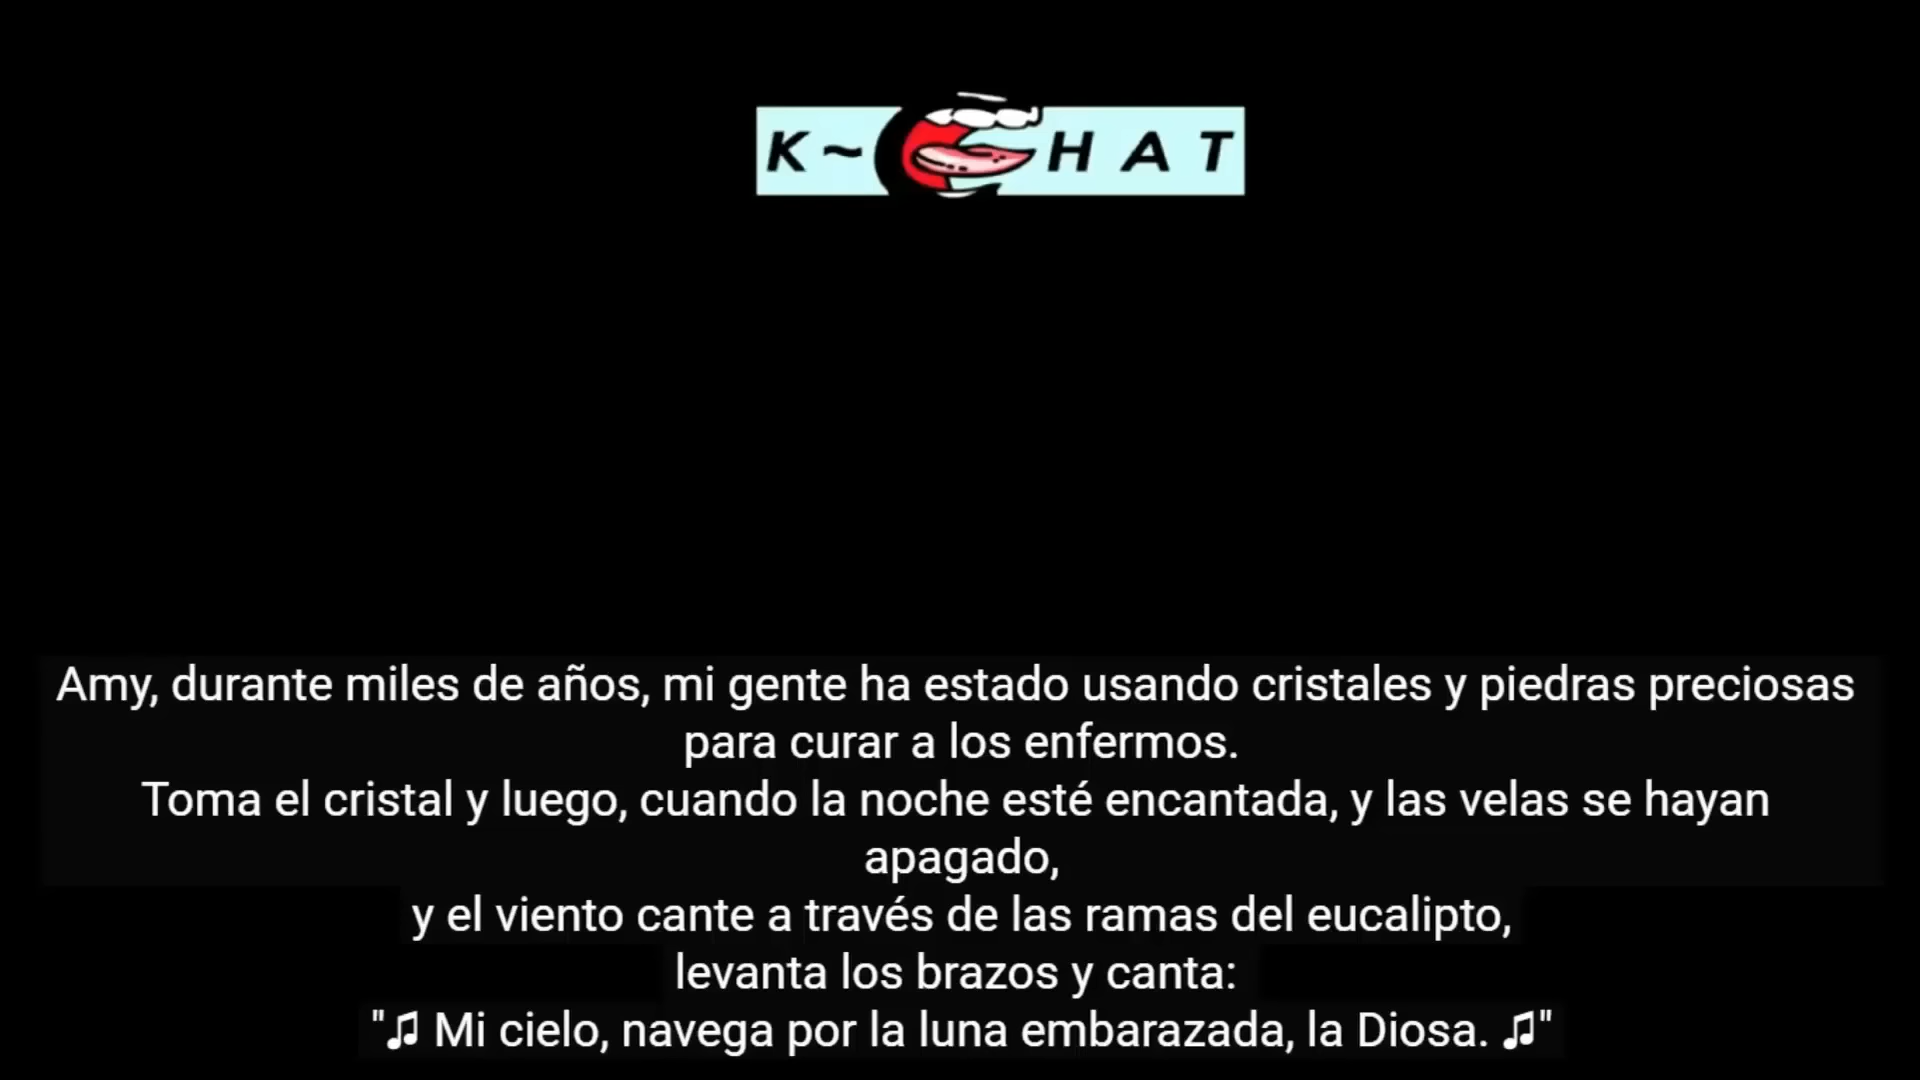 K~CHAT
Amy, durante miles de años, mi gente ha estado usando cristales y piedras preciosas
para curar a los enfermos.
Toma el cristal y luego, cuando la noche esté encantada, y las velas se hayan
apagado,
y el viento cante a través de las ramas del eucalipto,
levanta los brazos y canta:
"♫ Mi cielo, navega por la luna embarazada, la Diosa. ♫"